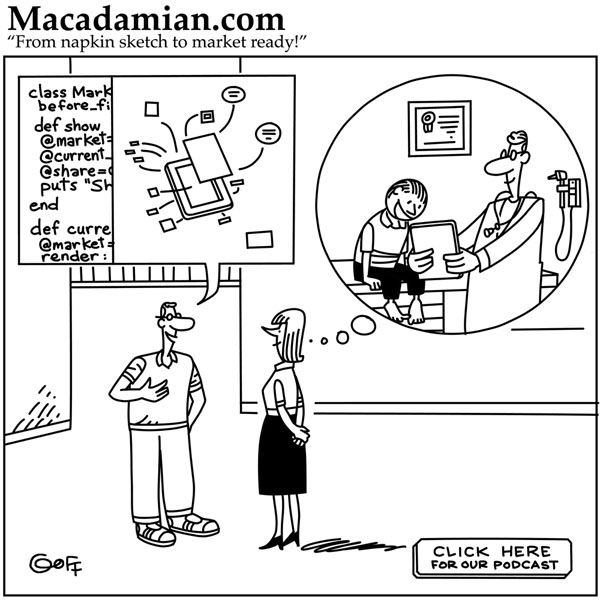 Macadamian.com
“From napkin sketch to market ready!”
class Mark
before_fi
def show
@market=
@current_
@share=
puts "Sh
end
def curre
@market=
render:
GOFF
CLICK HERE
FOR OUR PODCAST